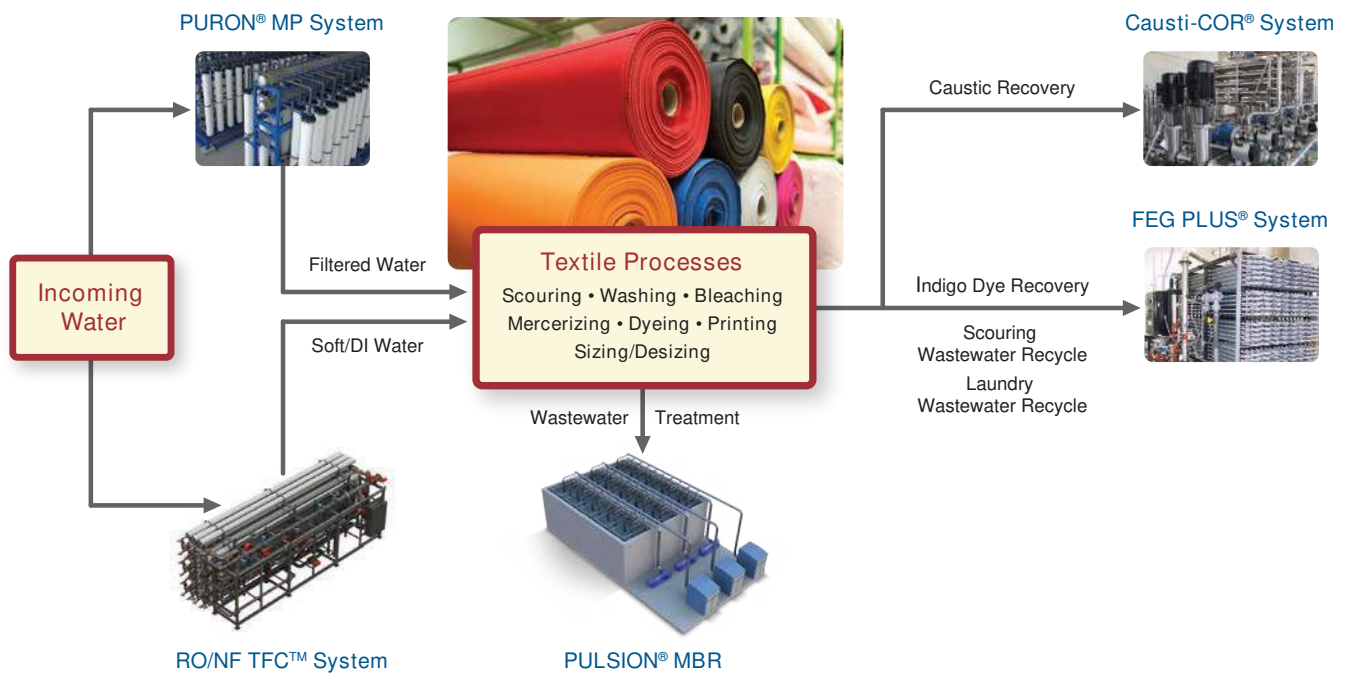 PURON® MP System
Causti-COR® System
Caustic Recovery
FEG PLUS® System
Incoming
Water
Filtered Water
Soft/DI Water
Textile Processes
Scouring • Washing • Bleaching
Mercerizing • Dyeing • Printing
Sizing/Desizing
Indigo Dye Recovery
Scouring
Wastewater Recycle
Laundry
Wastewater Recycle
Wastewater Treatment
RO/NF TFC™ System
PULSION® MBR